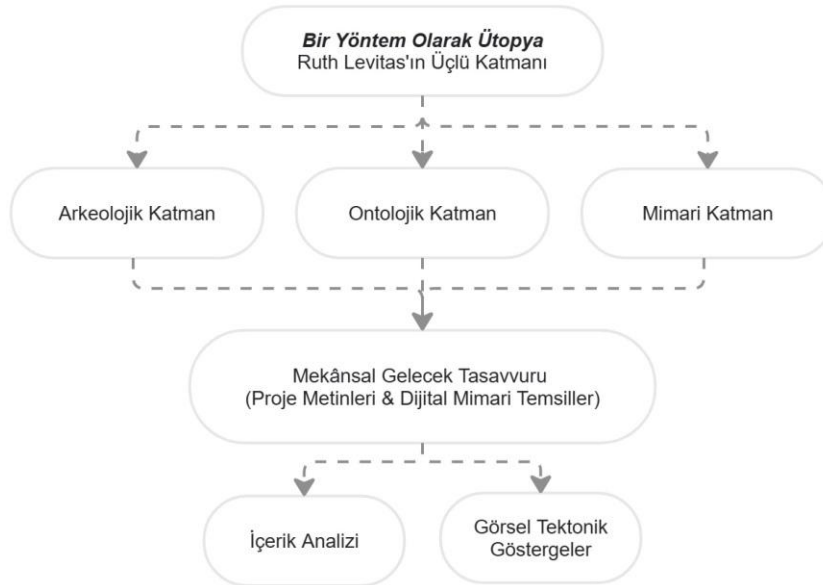 Bir Yöntem Olarak Ütopya
Ruth Levitas'ın Üçlü Katmanı
Arkeolojik Katman
Ontolojik Katman
Mimari Katman
Mekânsal Gelecek Tasavvuru
(Proje Metinleri & Dijital Mimari Temsiller)
İçerik Analizi
Görsel Tektonik
Göstergeler